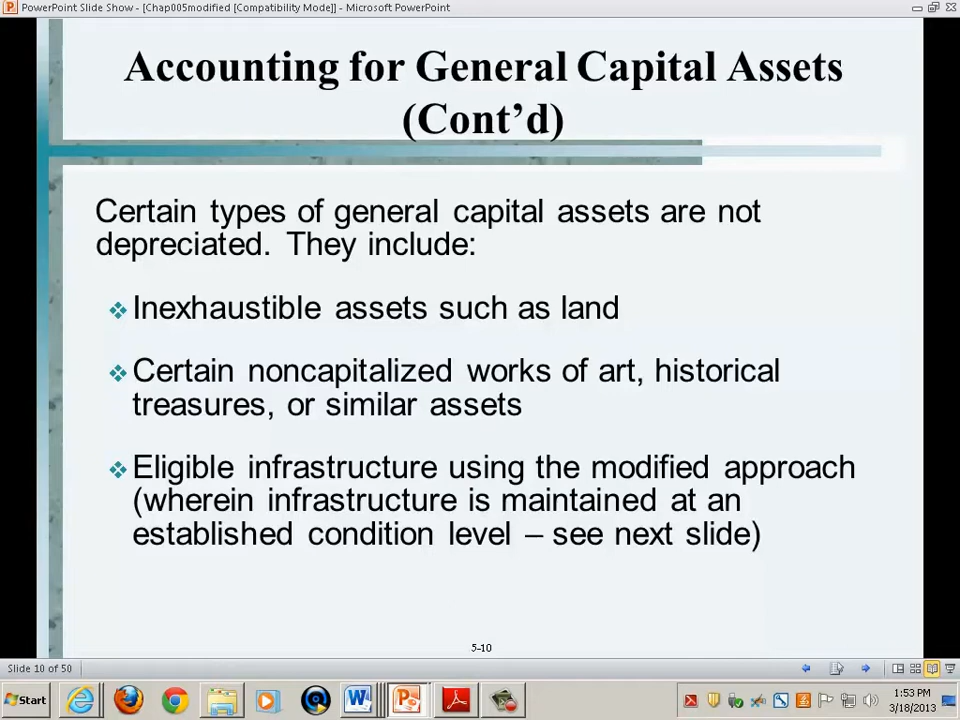 PowerPoint Slide Show - [Chap005modified [Compatibility Mode]] - Microsoft PowerPoint
Accounting for General Capital Assets
(Cont’d)
Certain types of general capital assets are not
depreciated. They include:
Inexhaustible assets such as land
Certain noncapitalized works of art, historical
treasures, or similar assets
Eligible infrastructure using the modified approach
(wherein infrastructure is maintained at an
established condition level – see next slide)
5-10
Slide 10 of 50
Start
1:53 PM
3/18/2013